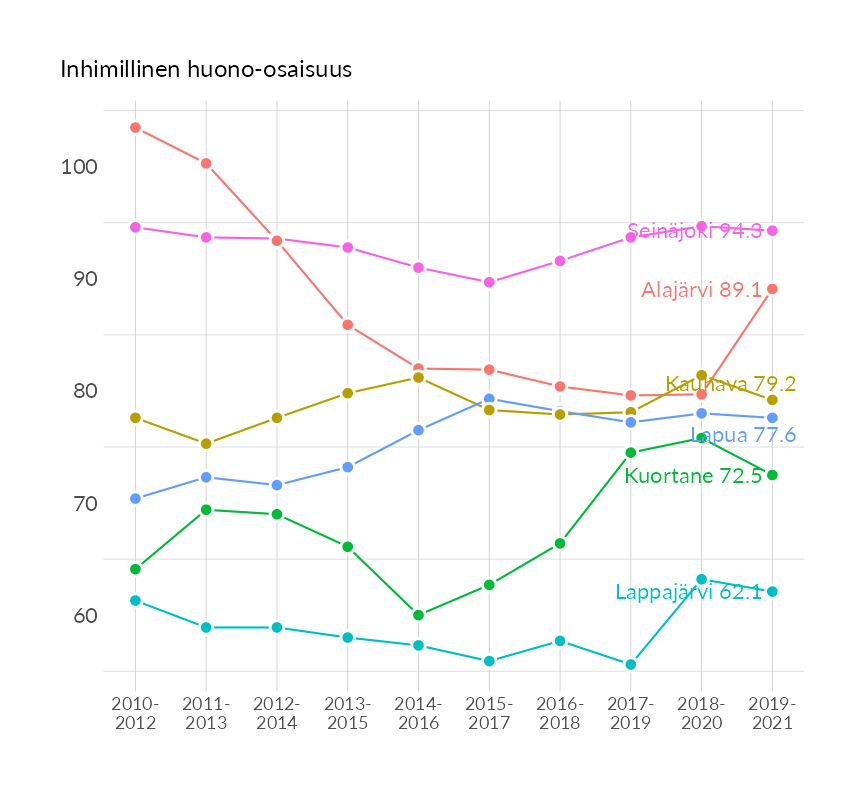 Inhimillinen huono-osaisuus
100
90
80
70
60
Seinäjoki 94.3
Alajärvi 89.1
Kauhava 79.2
Lapua 77.6
Kuortane 72.5
Lappajärvi 62.1
2010- 2011- 2012- 2013- 2014- 2015- 2016- 2017- 2018- 2019-
2012 2013 2014 2015 2016 2017 2018 2019 2020 2021